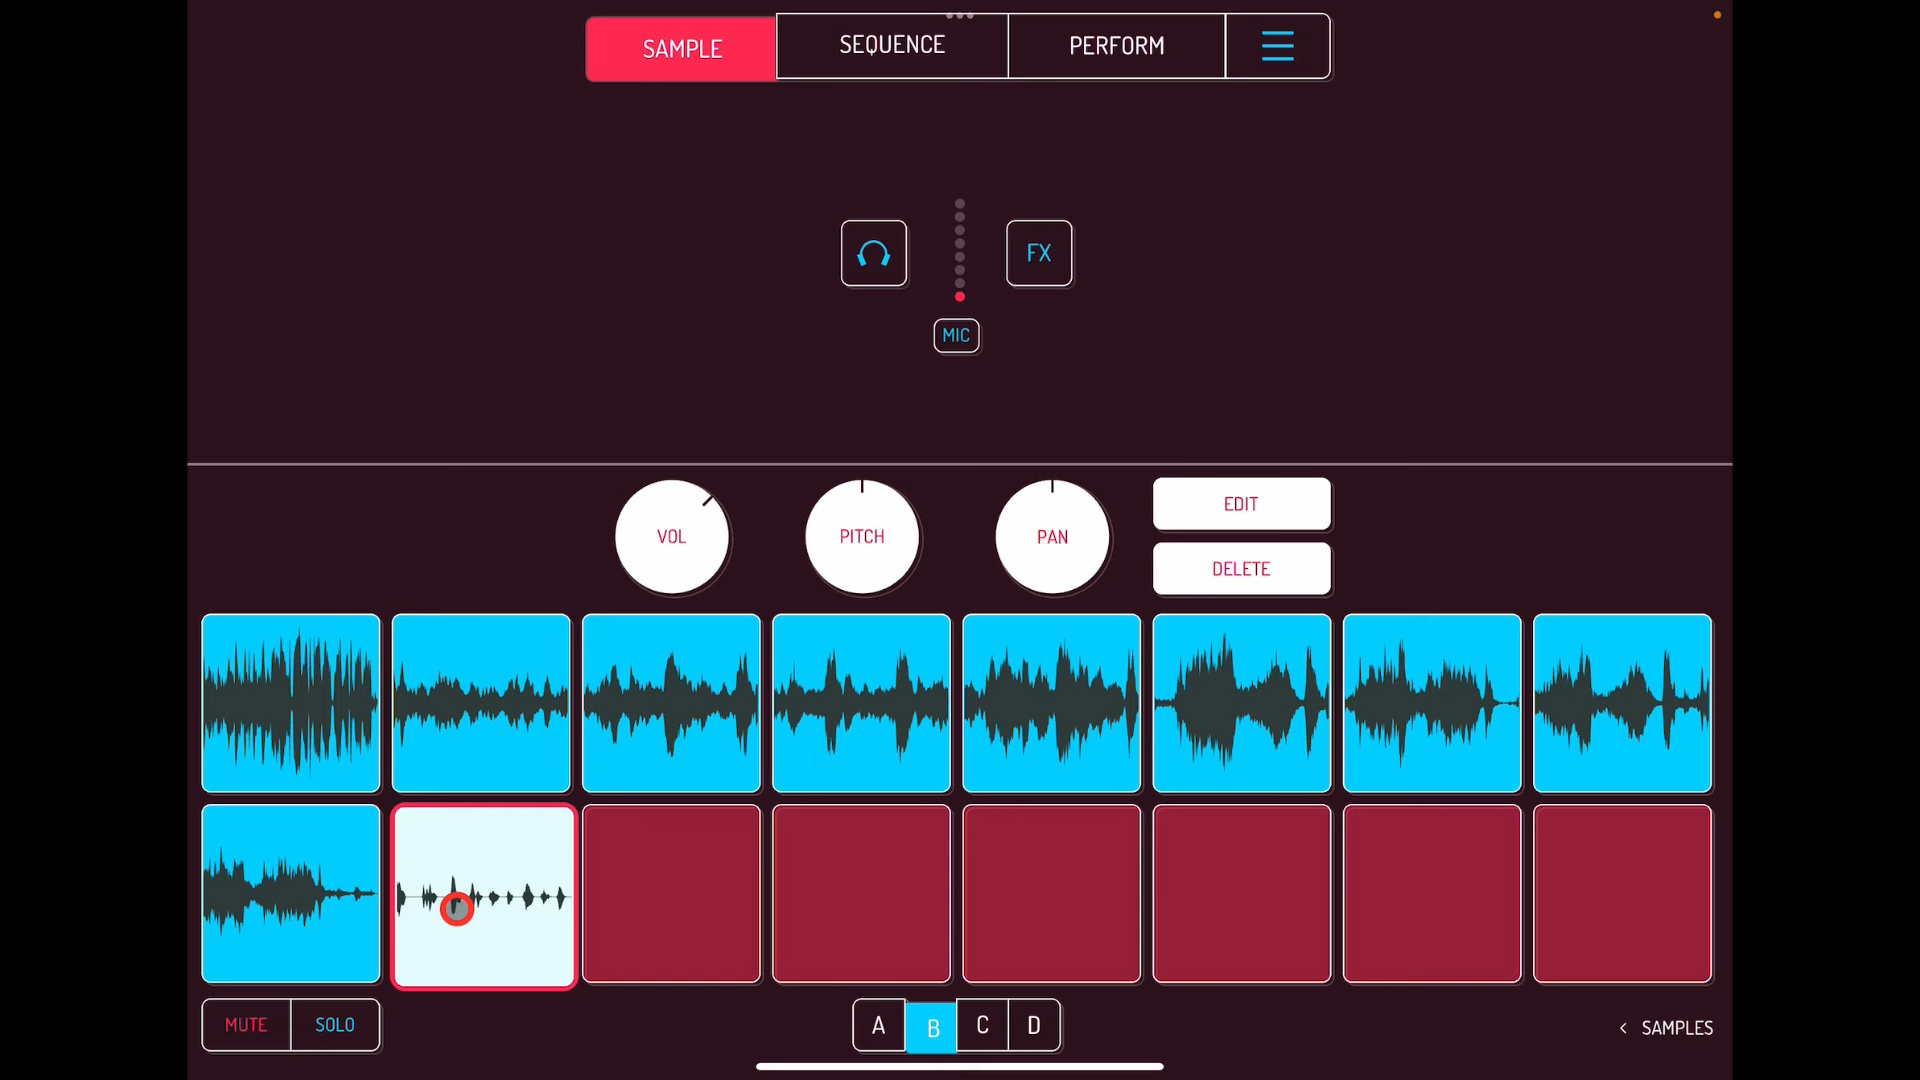 SAMPLE SEQUENCE PERFORM
FX
MIC
VOL PITCH PAN EDIT
DELETE
MUTE SOLO A B C D < SAMPLES